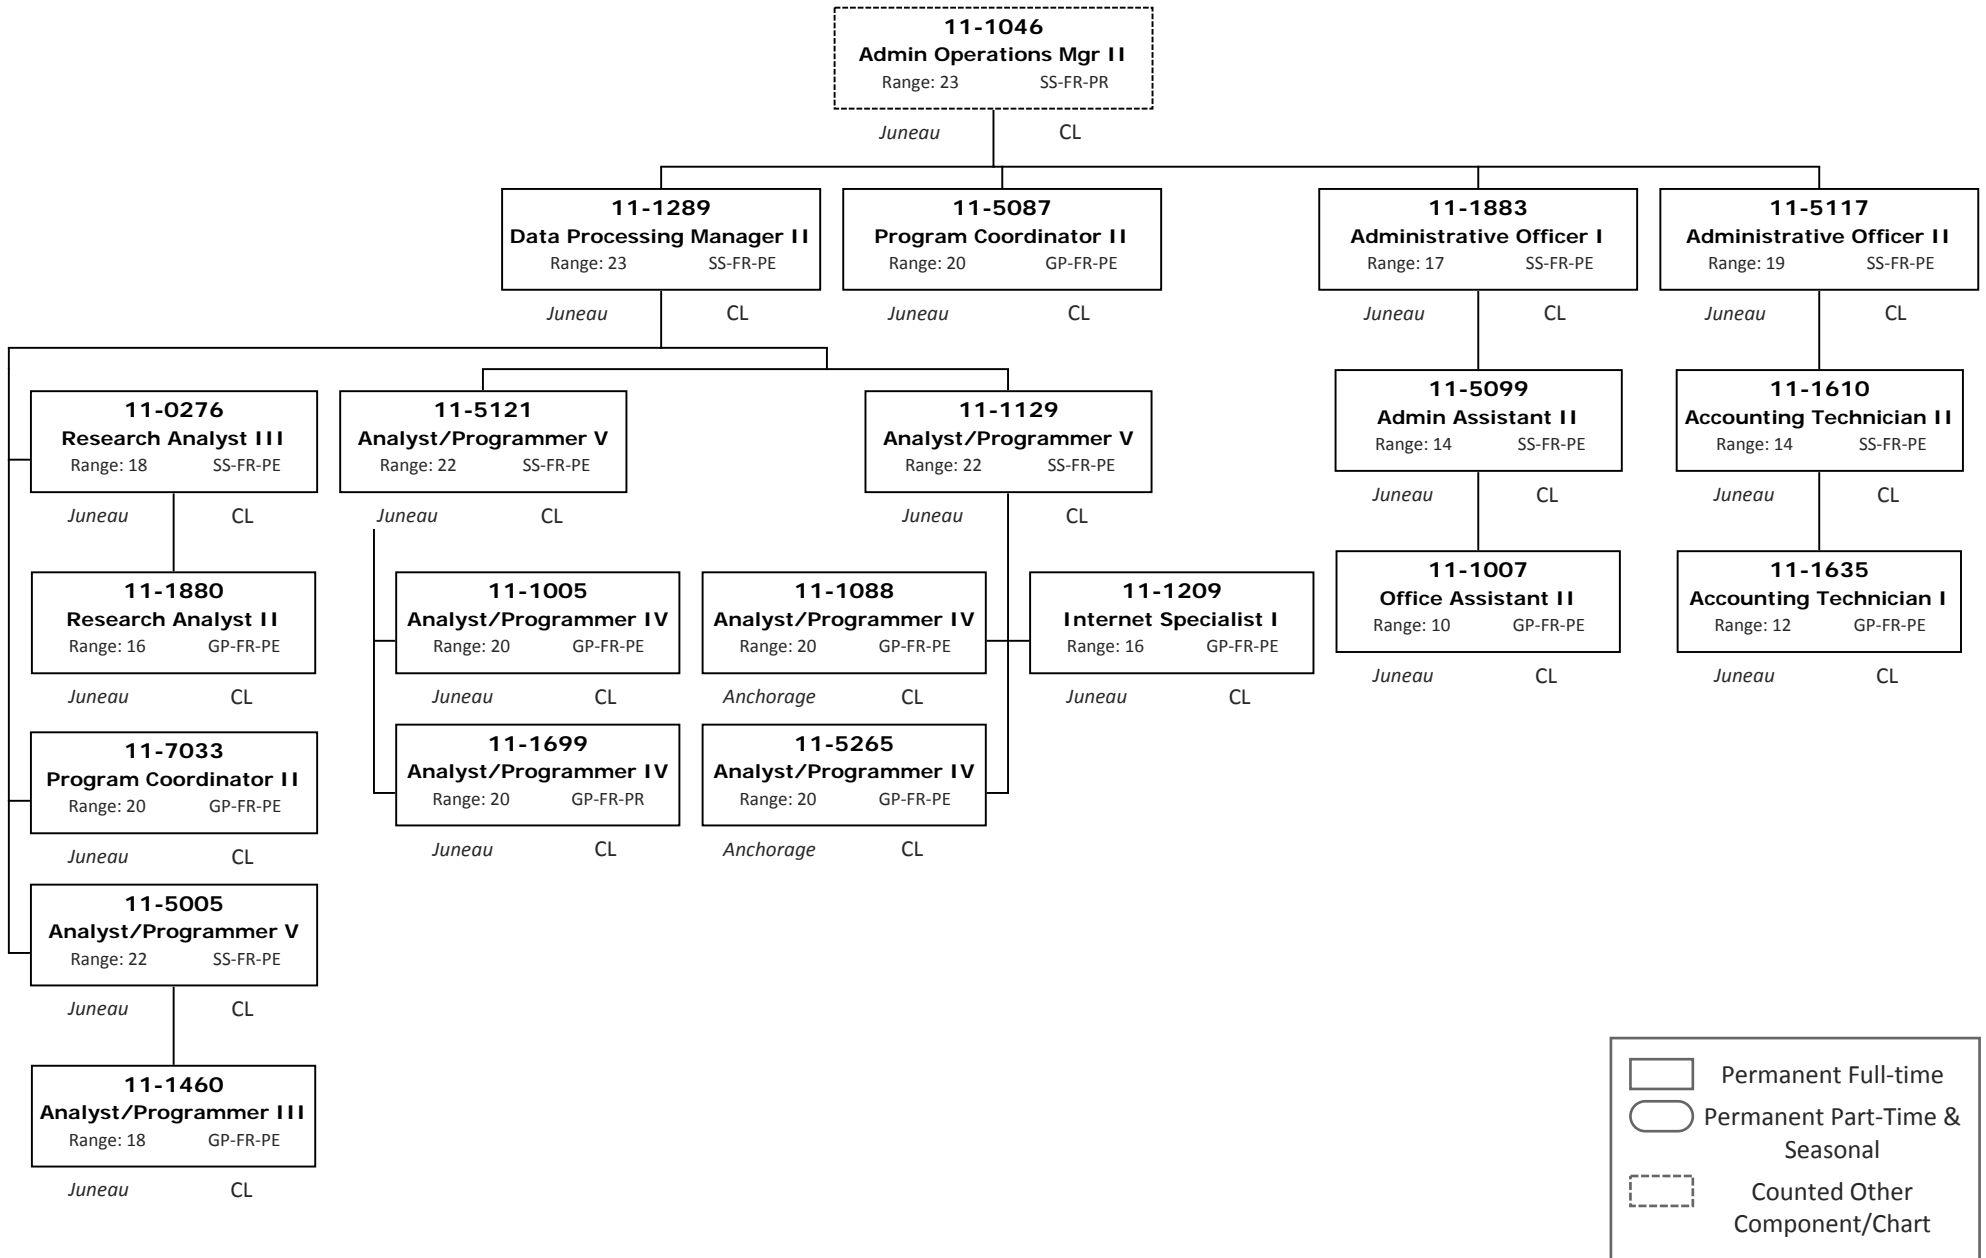 11-1046
Admin Operations Mgr II
Range: 23 SS-FR-PR
Juneau CL
11-1289
Data Processing Manager II
Range: 23 SS-FR-PE
Juneau CL
11-5087
Program Coordinator II
Range: 20 GP-FR-PE
Juneau CL
11-1883
Administrative Officer I
Range: 17 SS-FR-PE
Juneau CL
11-5117
Administrative Officer II
Range: 19 SS-FR-PE
Juneau CL
11-0276
Research Analyst III
Range: 18 SS-FR-PE
Juneau CL
11-5121
Analyst/Programmer V
Range: 22 SS-FR-PE
Juneau CL
11-1129
Analyst/Programmer V
Range: 22 SS-FR-PE
Juneau CL
11-5099
Admin Assistant II
Range: 14 SS-FR-PE
Juneau CL
11-1610
Accounting Technician II
Range: 14 SS-FR-PE
Juneau CL
11-1880
Research Analyst II
Range: 16 GP-FR-PE
Juneau CL
11-1005
Analyst/Programmer IV
Range: 20 GP-FR-PE
Juneau CL
11-1088
Analyst/Programmer IV
Range: 20 GP-FR-PE
Anchorage CL
11-1209
Internet Specialist I
Range: 16 GP-FR-PE
Juneau CL
11-1007
Office Assistant II
Range: 10 GP-FR-PE
Juneau CL
11-1635
Accounting Technician I
Range: 12 GP-FR-PE
Juneau CL
11-7033
Program Coordinator II
Range: 20 GP-FR-PE
Juneau CL
11-1699
Analyst/Programmer IV
Range: 20 GP-FR-PR
Juneau CL
11-5265
Analyst/Programmer IV
Range: 20 GP-FR-PE
Anchorage CL
11-5005
Analyst/Programmer V
Range: 22 SS-FR-PE
Juneau CL
11-1460
Analyst/Programmer III
Range: 18 GP-FR-PE
Juneau CL
Permanent Full-time
Permanent Part-Time &
Seasonal
Counted Other
Component/Chart